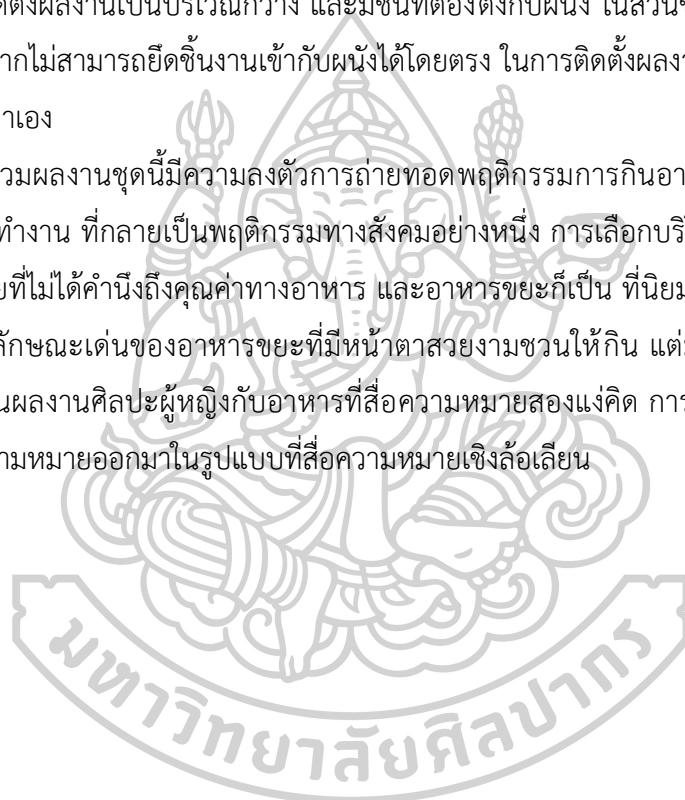 ติดตั้งผลงานเป็นบริเวณกว้าง และมีชิ้นที่ต้องตั้งกับผนัง ในส่วน
ากไม่สามารถยึดชิ้นงานเข้ากับผนังได้โดยตรง ในการติดตั้งผลงา
าเอง
วมผลงานชุดนี้มีความลงตัวการถ่ายทอดพฤติกรรมการกินอา
ทำงาน ที่กลายเป็นพฤติกรรมทางสังคมอย่างหนึ่ง การเลือกบริโ
ยที่ไม่ได้คำนึงถึงคุณค่าทางอาหาร และอาหารขยะก็เป็น ที่นิยม
ลักษณะเด่นของอาหารขยะที่มีหน้าตาสวยงามชวนให้กิน แต่
นผลงานศิลปะผู้หญิงกับอาหารที่สื่อความหมายสองแง่คิด การ
ามหมายออกมาในรูปแบบที่สื่อความหมายเชิงล้อเลียน
มหาวิทยาลัยศิลปากร